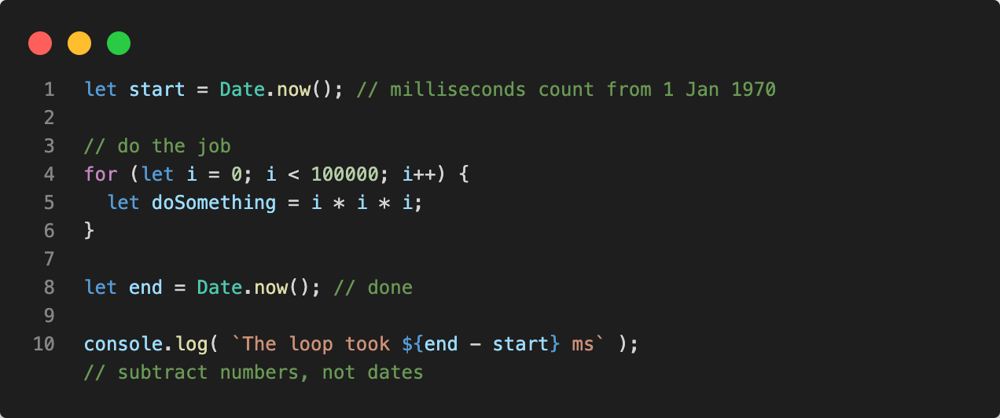 1 let start = Date.now(); // milliseconds count from 1 Jan 1970
2
3 // do the job
4 for (let i = 0; i < 100000; i++) {
5   let doSomething = i * i * i;
6 }
7
8 let end = Date.now(); // done
9
10 console.log( `The loop took ${end - start} ms` );
// subtract numbers, not dates